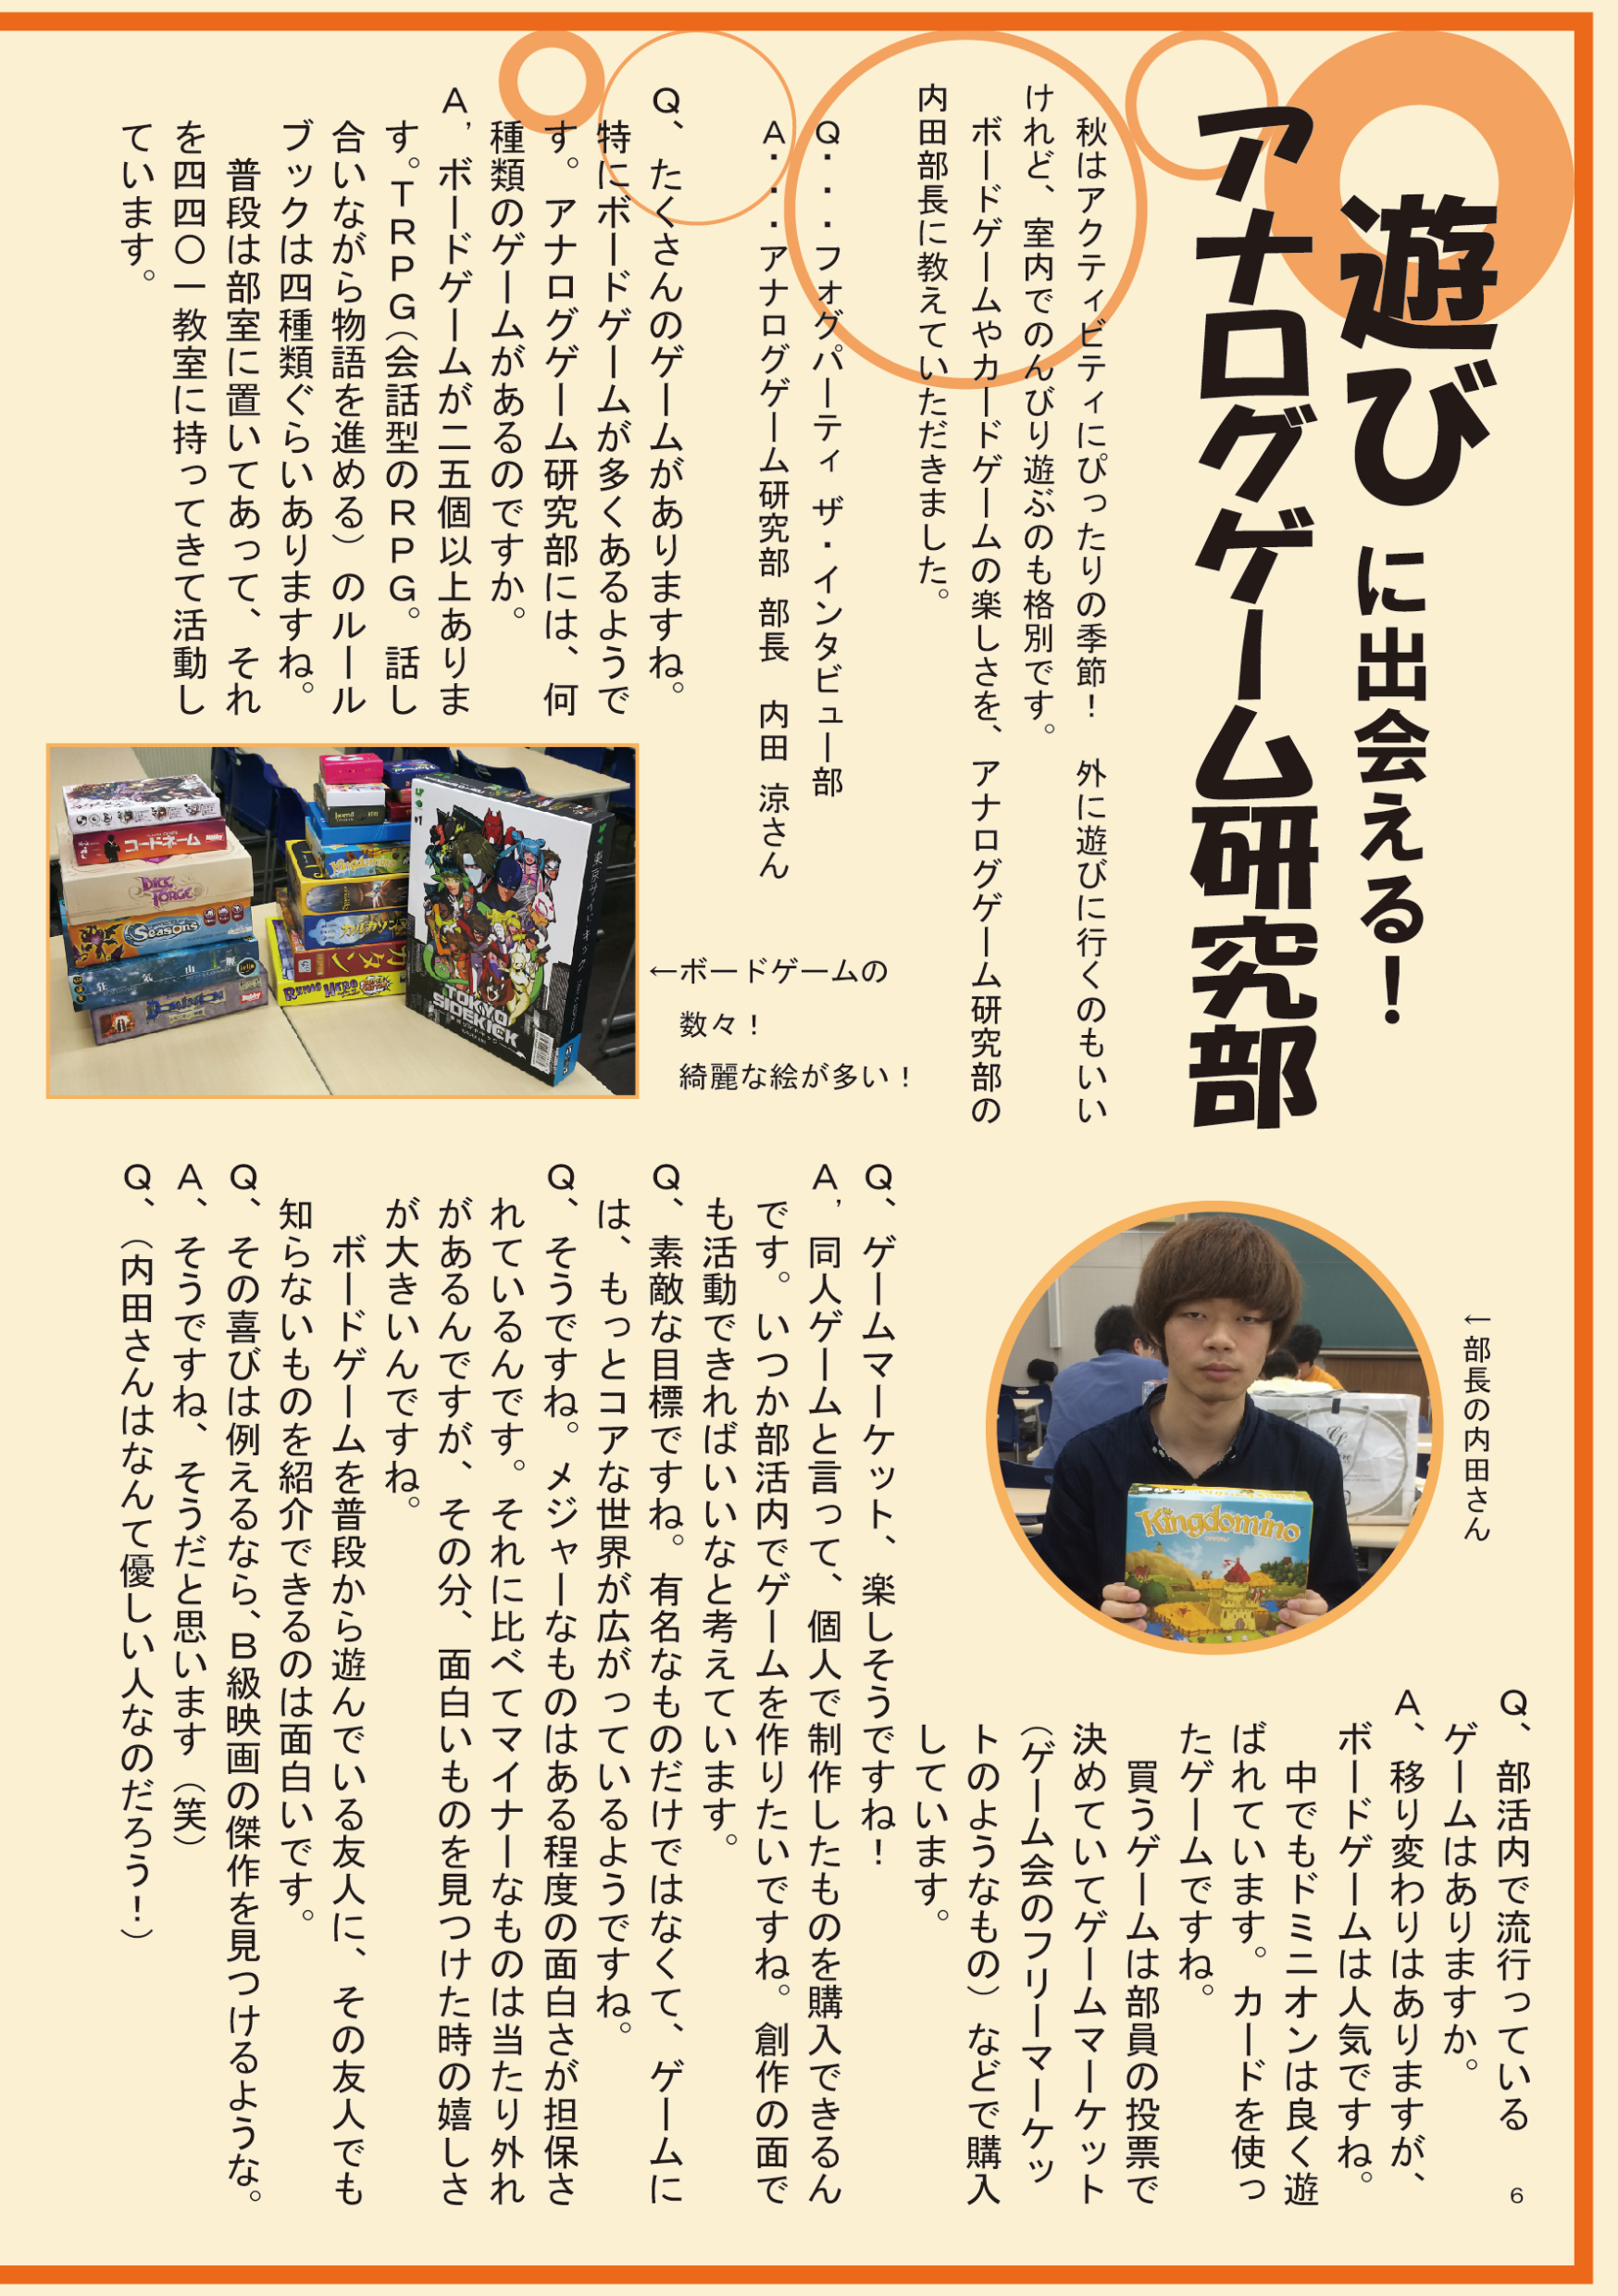 遊びに出会える！
アナログゲーム研究部
秋はアクティビティにぴったりの季節！　外に遊びに行くのもいい
けれど、室内でのんびり遊ぶのも格別です。
ボードゲームやカードゲームの楽しさを、アナログゲーム研究部の
内田部長に教えていただきました。
Q・・・フォグパーティ ザ・インタビュー部
A・・・アナログゲーム研究部 部長　内田 涼さん
Q、たくさんのゲームがありますね。
特にボードゲームが多くあるようで
す。アナログゲーム研究部には、何
種類のゲームがあるのですか。
A,ボードゲームが二五個以上ありま
す。TRPG（会話型のRPG。話し
合いながら物語を進める）のルール
ブックは四種類ぐらいありますね。
普段は部室に置いてあって、それ
を四四〇一教室に持ってきて活動し
ています。
←ボードゲームの
数々！
綺麗な絵が多い！
コードネーム
DICE FORGE
Seasons
気
山
Dominion
Kingdomino
カルカソンヌ
カタン
RHINO HERO
TOKYO
SIDEKICK
←部長の内田さん
Kingdomino
Q、部活内で流行っている
ゲームはありますか。
A、移り変わりはありますが、
ボードゲームは人気ですね。
中でもドミニオンは良く遊
ばれています。カードを使っ
たゲームですね。
買うゲームは部員の投票で
決めていてゲームマーケット
（ゲーム会のフリーマーケッ
トのようなもの）などで購入
しています。
Q、ゲームマーケット、楽しそうですね！
A,同人ゲームと言って、個人で制作したものを購入できるん
です。いつか部活内でゲームを作りたいですね。創作の面で
も活動できればいいなと考えています。
Q、素敵な目標ですね。有名なものだけではなくて、ゲームに
は、もっとコアな世界が広がっているようですね。
Q、そうですね。メジャーなものはある程度の面白さが担保さ
れているんです。それに比べてマイナーなものは当たり外れ
があるんですが、その分、面白いものを見つけた時の嬉しさ
が大きいんですね。
ボードゲームを普段から遊んでいる友人に、その友人でも
知らないものを紹介できるのは面白いです。
Q、その喜びは例えるなら、B級映画の傑作を見つけるような。
A、そうですね、そうだと思います（笑）
Q、（内田さんはなんて優しい人なのだろう！）
6